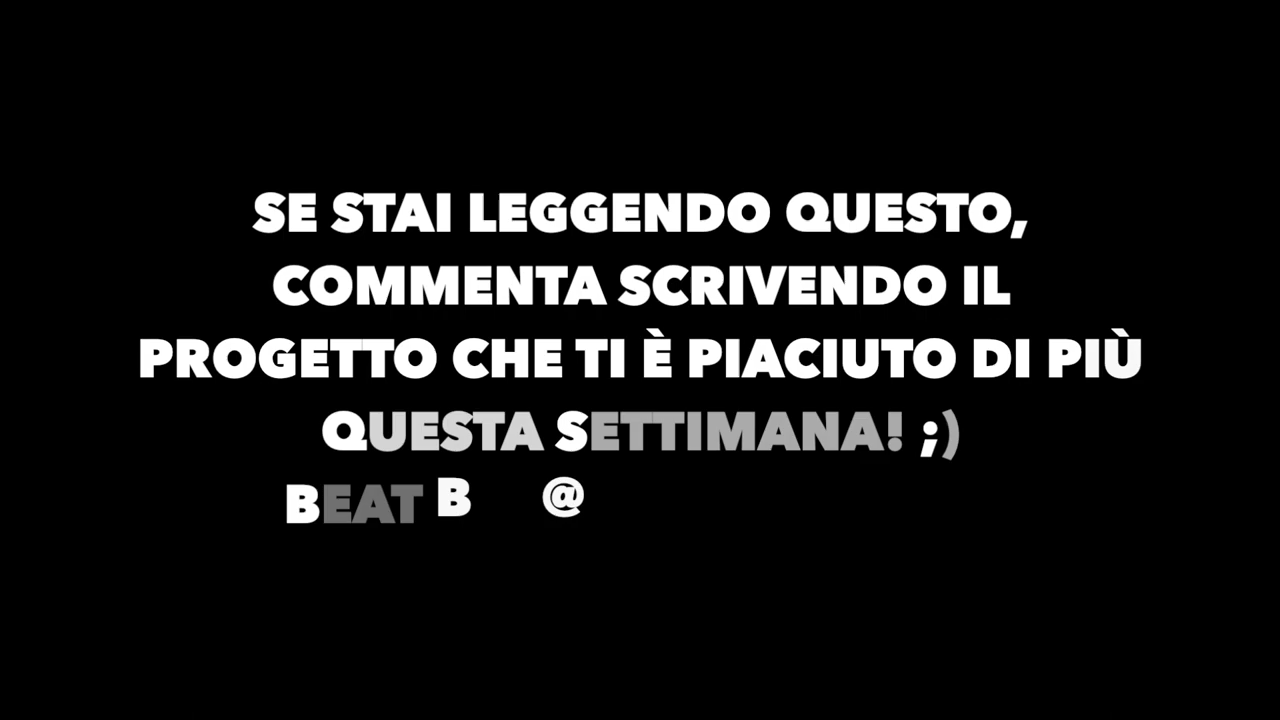 SE STAI LEGGENDO QUESTO,
COMMENTA SCRIVENDO IL
PROGETTO CHE TI È PIACIUTO DI PIÙ
QUESTA SETTIMANA! ;)
BEAT B @